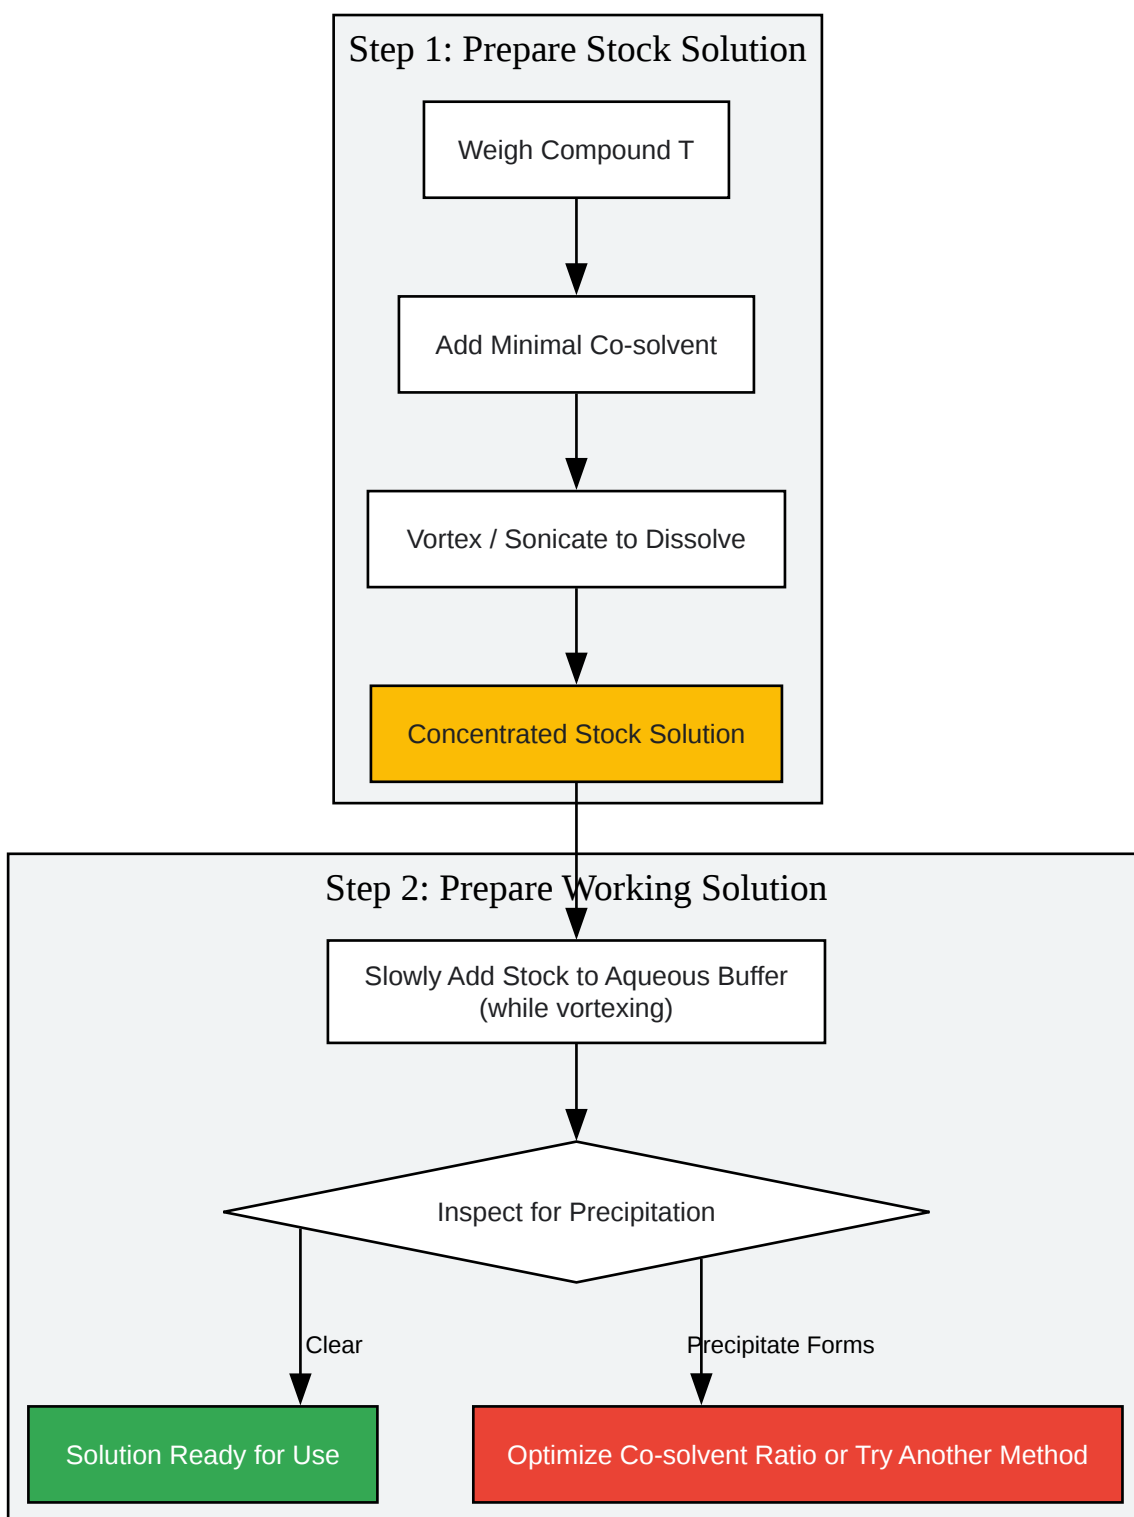 Step 1: Prepare Stock Solution
Weigh Compound T
Add Minimal Co-solvent
Vortex / Sonicate to Dissolve
Concentrated Stock Solution
Step 2: Prepare Working Solution
Slowly Add Stock to Aqueous Buffer
(while vortexing)
Inspect for Precipitation
Clear
Precipitate Forms
Solution Ready for Use
Optimize Co-solvent Ratio or Try Another Method